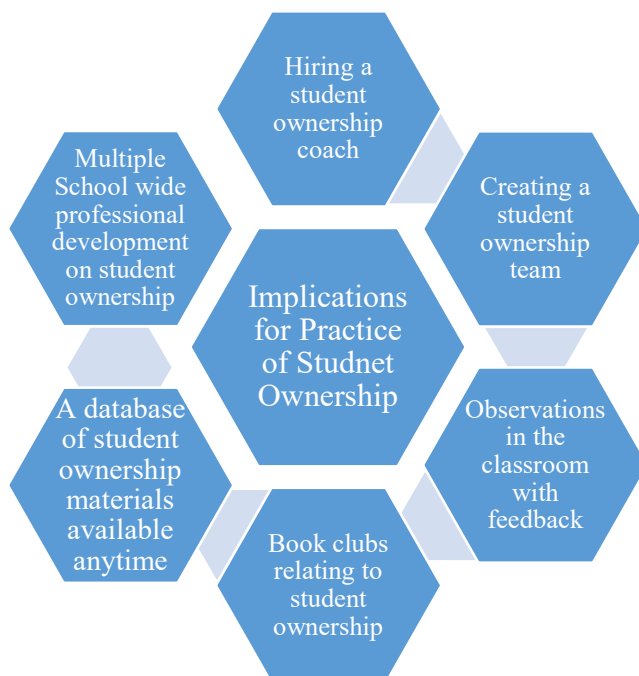 Hiring a
student
ownership
coach
Multiple
School wide
professional
development
on student
ownership
Creating a
student
ownership
team
Implications
for Practice
of Studnet
Ownership
A database
of student
ownership
materials
available
anytime
Observations
in the
classroom
with
feedback
Book clubs
relating to
student
ownership